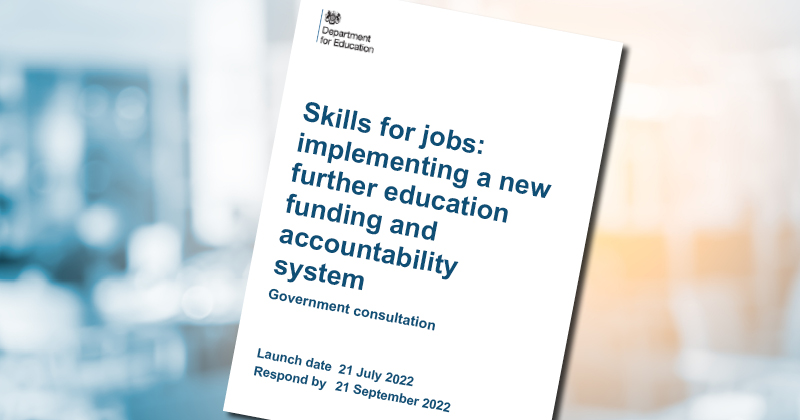 Department
for Education
Skills for jobs:
implementing a new
further education
funding and
accountability
system
Government consultation
Launch date 21 July 2022
Respond by 21 September 2022